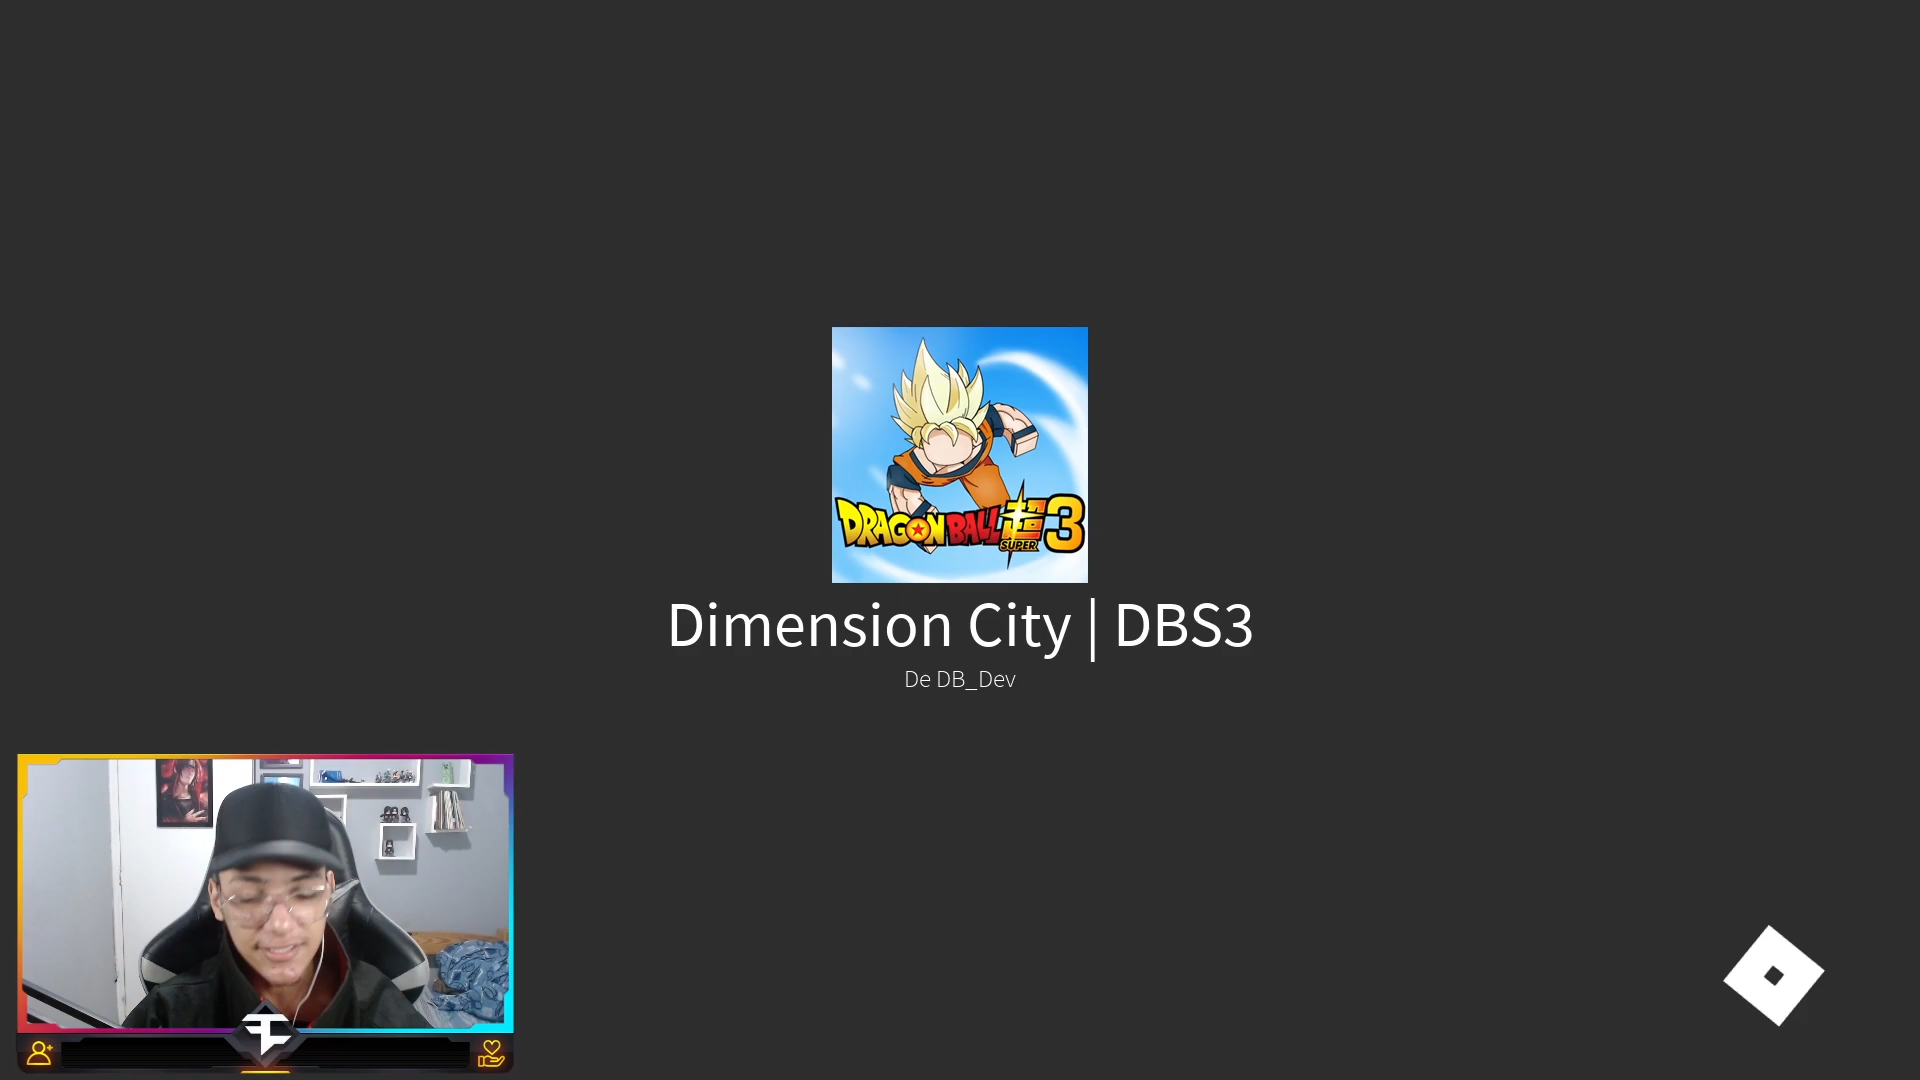 DRAGON BALL 超 3
SUPER
Dimension City | DBS3
De DB_Dev